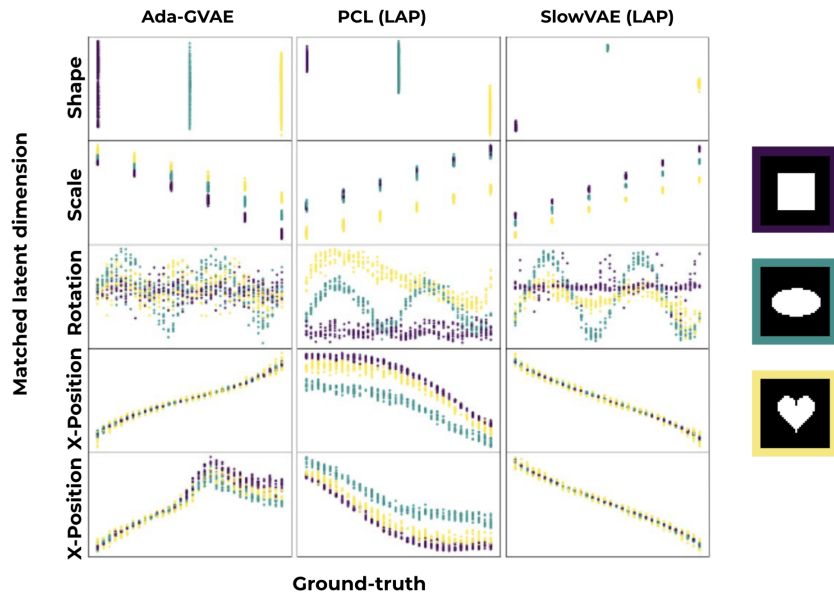 Ada-GVAE PCL (LAP) SlowVAE (LAP)
Matched latent dimension
Shape
Scale
Rotation
X-Position
X-Position
Ground-truth